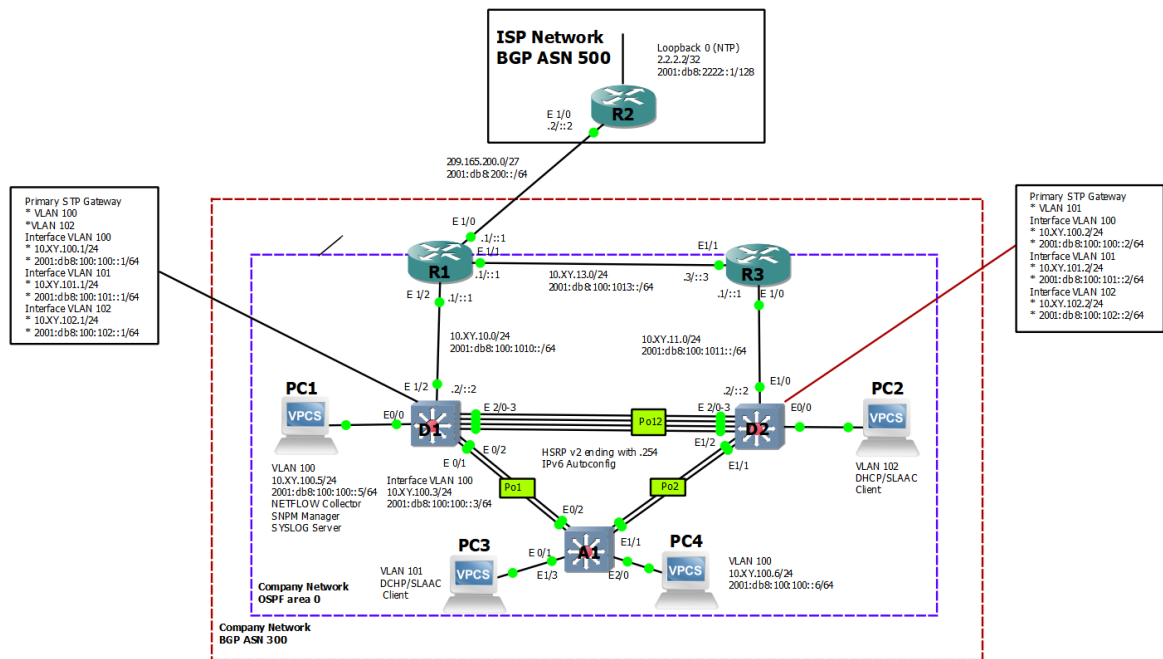 ISP Network
BGP ASN 500
Loopback 0 (NTP)
2.2.2.2/32
2001:db8:2222::1/128
R2
E 1/0
.2/::2
209.165.200.0/27
2001:db8:200::/64
Primary STP Gateway
* VLAN 100
*VLAN 102
Interface VLAN 100
* 10.XY.100.1/24
* 2001:db8:100:100::1/64
Interface VLAN 101
* 10.XY.101.1/24
* 2001:db8:100:101::1/64
Interface VLAN 102
* 10.XY.102.1/24
* 2001:db8:100:102::1/64
Primary STP Gateway
* VLAN 101
Interface VLAN 100
* 10.XY.100.2/24
* 2001:db8:100:100::2/64
Interface VLAN 101
* 10.XY.101.2/24
* 2001:db8:100:101::2/64
Interface VLAN 102
* 10.XY.102.2/24
* 2001:db8:100:102::2/64
E 1/0
.1/::1
E 1/1
.1/::1
R1
E 1/2
.1/::1
10.XY.13.0/24
2001:db8:100:1013::/64
E1/1
.3/::3
R3
.1/::1
E1/0
10.XY.10.0/24
2001:db8:100:1010::/64
10.XY.11.0/24
2001:db8:100:1011::/64
E 1/2
.2/::2
.2/::2
E1/0
PC1
VPCS
E0/0
D1
E 2/0-3
Po12
E 2/0-3
D2
E0/0
PC2
VPCS
E 0/2
E 0/1
HSRP v2 ending with .254
IPv6 Autoconfig
E1/2
E1/1
VLAN 100
10.XY.100.5/24
2001:db8:100:100::5/64
NETFLOW Collector
SNPM Manager
SYSLOG Server
Interface VLAN 100
10.XY.100.3/24
2001:db8:100:100::3/64
Po1
Po2
VLAN 102
DHCP/SLAAC
Client
E0/2
E1/1
A1
PC3
VPCS
E 0/1
E1/3
E2/0
PC4
VPCS
VLAN 101
DCHP/SLAAC
Client
VLAN 100
10.XY.100.6/24
2001:db8:100:100::6/64
Company Network
OSPF area 0
Company Network
BGP ASN 300